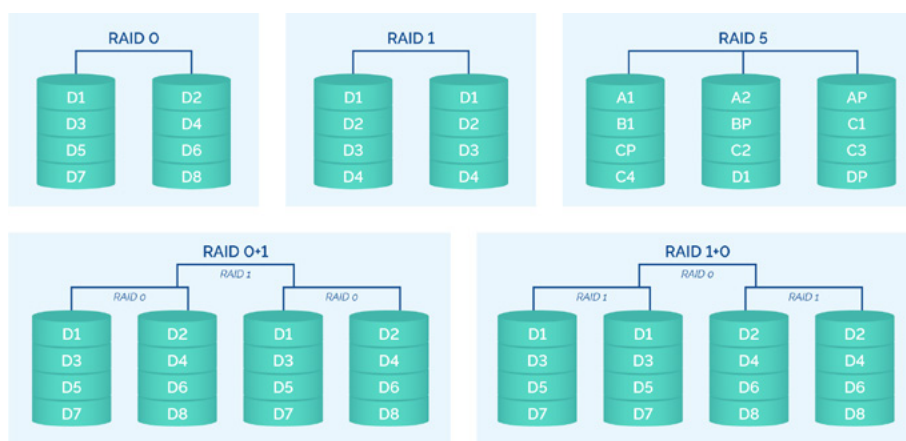 RAID 0
D1 D2
D3 D4
D5 D6
D7 D8
RAID 1
D1 D1
D2 D2
D3 D3
D4 D4
RAID 5
A1 A2 AP
B1 BP C1
CP C2 C3
C4 D1 DP
RAID 0+1
RAID 1
RAID 0 RAID 0
D1 D2 D1 D2
D3 D4 D3 D4
D5 D6 D5 D6
D7 D8 D7 D8
RAID 1+0
RAID 0
RAID 1 RAID 1
D1 D1 D2 D2
D3 D3 D4 D4
D5 D5 D6 D6
D7 D7 D8 D8